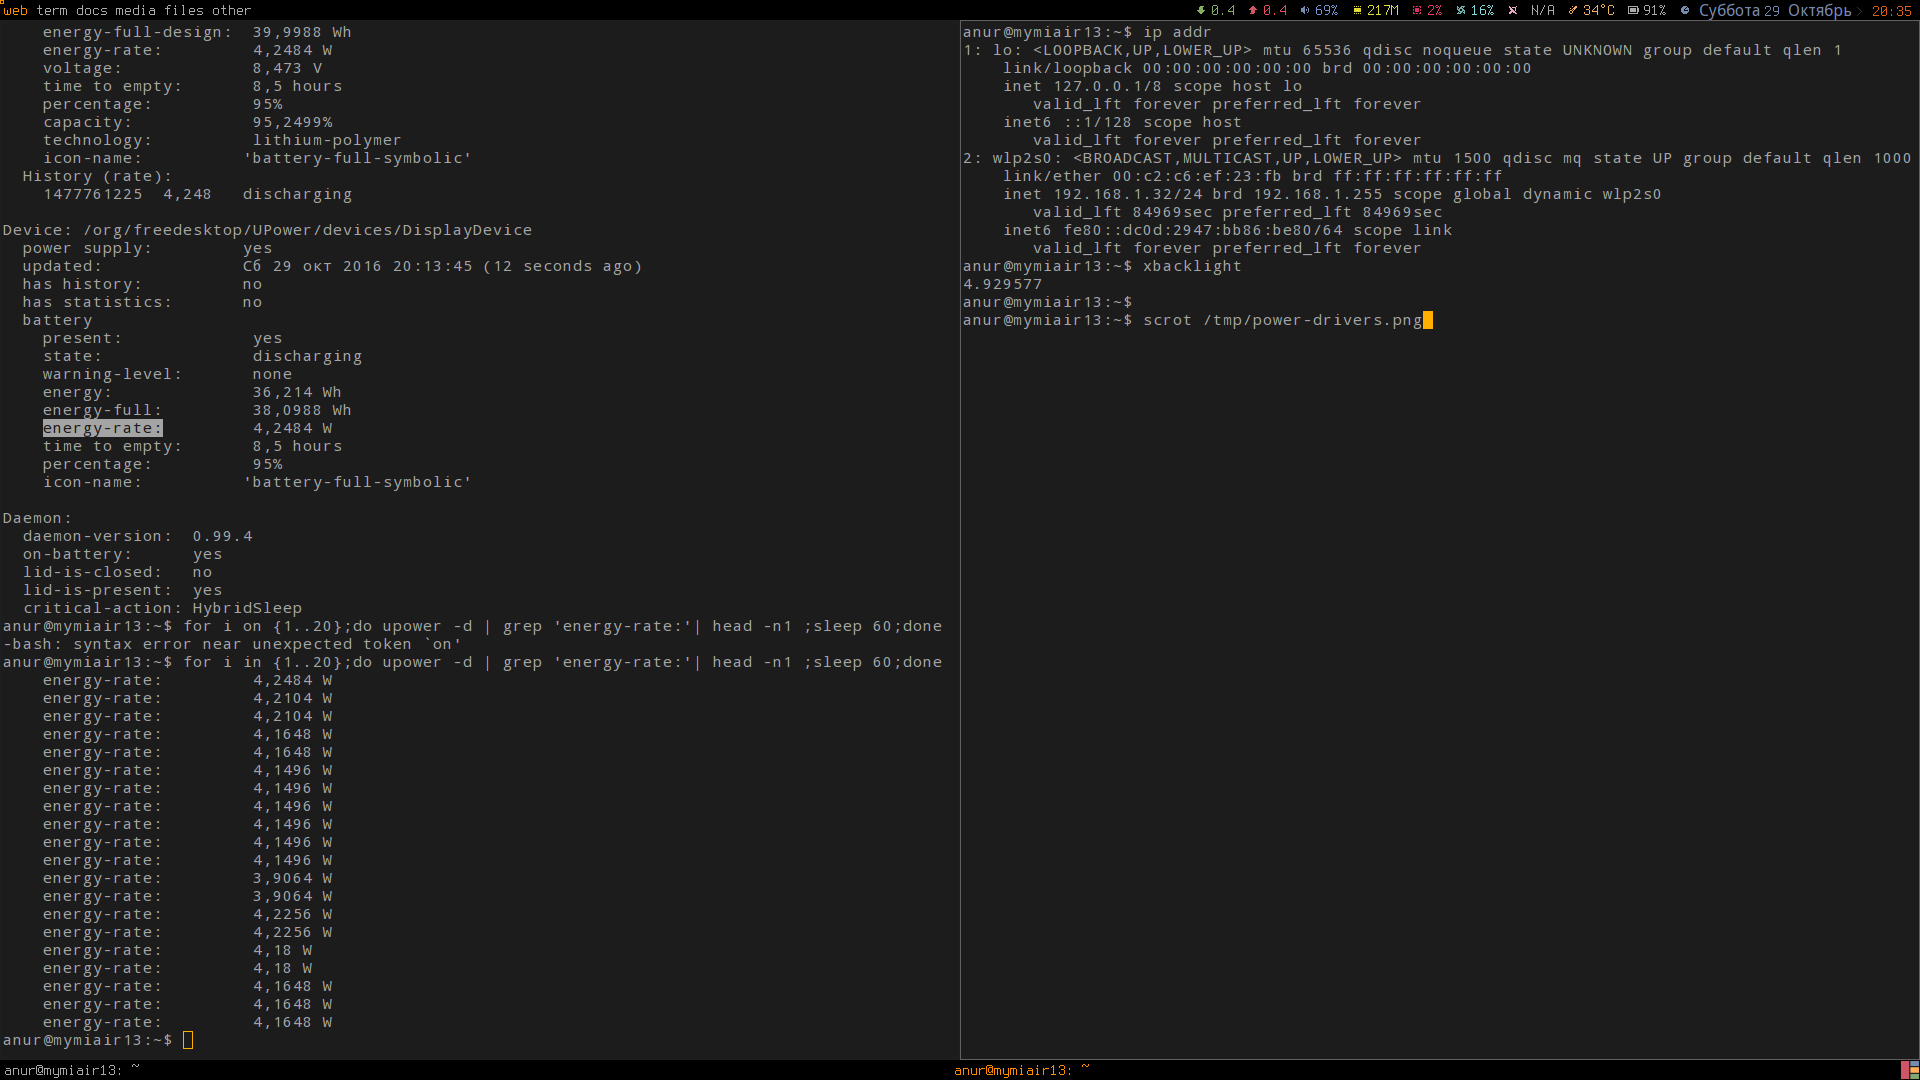 web term docs media files other
0.4 0.4 69% 217M 2% 16% N/A 34°C 91% Суббота 29 Октябрь 20:35
energy-full-design: 39,9988 Wh
energy-rate: 4,2484 W
voltage: 8,473 V
time to empty: 8,5 hours
percentage: 95%
capacity: 95,2499%
technology: lithium-polymer
icon-name: 'battery-full-symbolic'
History (rate):
1477761225 4,248 discharging
Device: /org/freedesktop/UPower/devices/DisplayDevice
power supply: yes
updated: Сб 29 окт 2016 20:13:45 (12 seconds ago)
has history: no
has statistics: no
battery
present: yes
state: discharging
warning-level: none
energy: 36,214 Wh
energy-full: 38,0988 Wh
energy-rate: 4,2484 W
time to empty: 8,5 hours
percentage: 95%
icon-name: 'battery-full-symbolic'
Daemon:
daemon-version: 0.99.4
on-battery: yes
lid-is-closed: no
lid-is-present: yes
critical-action: HybridSleep
anur@mymiair13:~$ for i on {1..20};do upower -d | grep 'energy-rate:'| head -n1 ;sleep 60;done
-bash: syntax error near unexpected token `on'
anur@mymiair13:~$ for i in {1..20};do upower -d | grep 'energy-rate:'| head -n1 ;sleep 60;done
energy-rate: 4,2484 W
energy-rate: 4,2104 W
energy-rate: 4,2104 W
energy-rate: 4,1648 W
energy-rate: 4,1648 W
energy-rate: 4,1496 W
energy-rate: 4,1496 W
energy-rate: 4,1496 W
energy-rate: 4,1496 W
energy-rate: 4,1496 W
energy-rate: 4,1496 W
energy-rate: 3,9064 W
energy-rate: 3,9064 W
energy-rate: 4,2256 W
energy-rate: 4,2256 W
energy-rate: 4,18 W
energy-rate: 4,18 W
energy-rate: 4,1648 W
energy-rate: 4,1648 W
energy-rate: 4,1648 W
anur@mymiair13:~$
anur@mymiair13:~$ ip addr
1: lo: <LOOPBACK,UP,LOWER_UP> mtu 65536 qdisc noqueue state UNKNOWN group default qlen 1
link/loopback 00:00:00:00:00:00 brd 00:00:00:00:00:00
inet 127.0.0.1/8 scope host lo
valid_lft forever preferred_lft forever
inet6 ::1/128 scope host
valid_lft forever preferred_lft forever
2: wlp2s0: <BROADCAST,MULTICAST,UP,LOWER_UP> mtu 1500 qdisc mq state UP group default qlen 1000
link/ether 00:c2:c6:ef:23:fb brd ff:ff:ff:ff:ff:ff
inet 192.168.1.32/24 brd 192.168.1.255 scope global dynamic wlp2s0
valid_lft 84969sec preferred_lft 84969sec
inet6 fe80::dc0d:2947:bb86:be80/64 scope link
valid_lft forever preferred_lft forever
anur@mymiair13:~$ xbacklight
4.929577
anur@mymiair13:~$
anur@mymiair13:~$ scrot /tmp/power-drivers.png
anur@mymiair13: ~
anur@mymiair13: ~